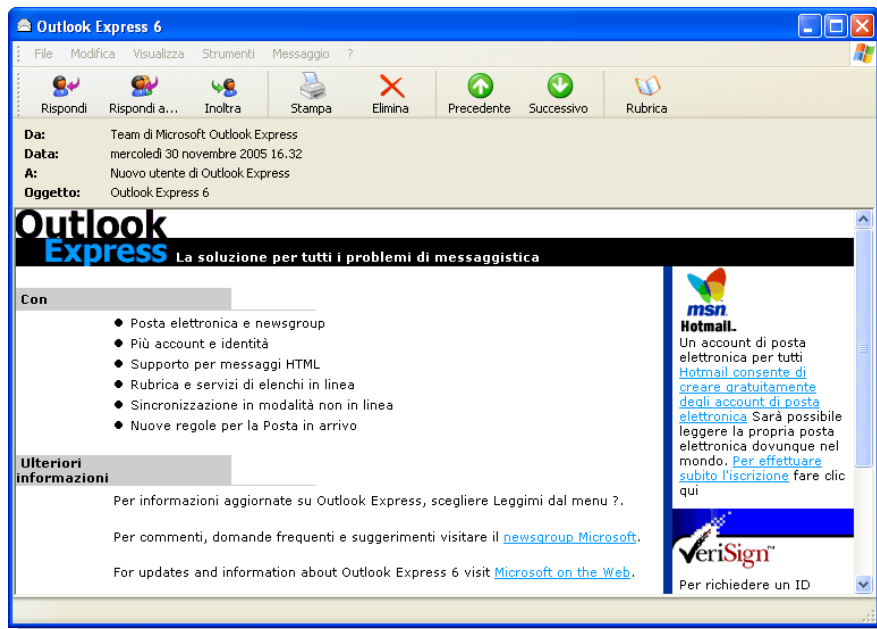 Outlook Express 6
File Modifica Visualizza Strumenti Messaggio ?
Rispondi Rispondi a... Inoltra Stampa Elimina Precedente Successivo Rubrica
Da: Team di Microsoft Outlook Express
Data: mercoledì 30 novembre 2005 16.32
A: Nuovo utente di Outlook Express
Oggetto: Outlook Express 6
Outlook
Express La soluzione per tutti i problemi di messaggistica
Con
Posta elettronica e newsgroup
Più account e identità
Supporto per messaggi HTML
Rubrica e servizi di elenchi in linea
Sincronizzazione in modalità non in linea
Nuove regole per la Posta in arrivo
Ulteriori
informazioni
Per informazioni aggiornate su Outlook Express, scegliere Leggimi dal menu ?.
Per commenti, domande frequenti e suggerimenti visitare il newsgroup Microsoft.
For updates and information about Outlook Express 6 visit Microsoft on the Web.
msn
Hotmail
Un account di posta
elettronica per tutti
Hotmail consente di
creare gratuitamente
degli account di posta
elettronica Sarà possibile
leggere la propria posta
elettronica dovunque nel
mondo. Per effettuare
subito l'iscrizione fare clic
qui
VeriSign™
Per richiedere un ID